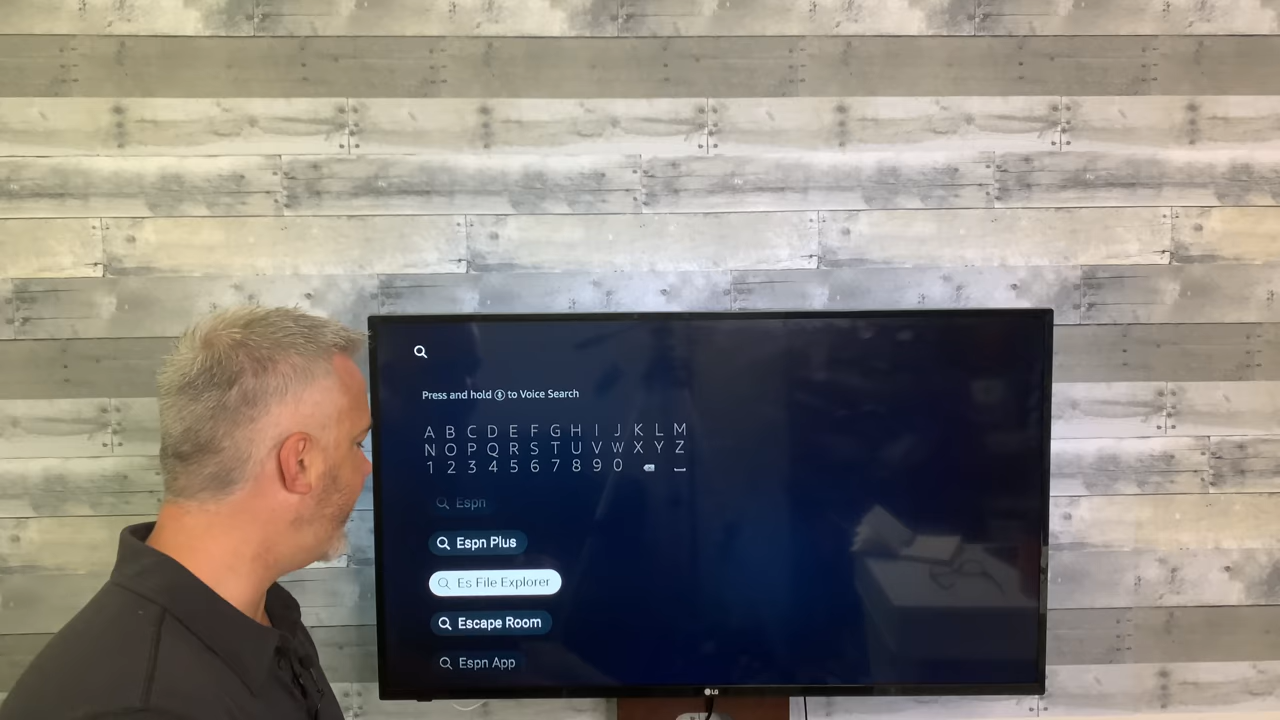 Press and hold to Voice Search
A B C D E F G H I J K L M
N O P Q R S T U V W X Y Z
1 2 3 4 5 6 7 8 9 0
Espn
Espn Plus
Es File Explorer
Escape Room
Espn App
LG